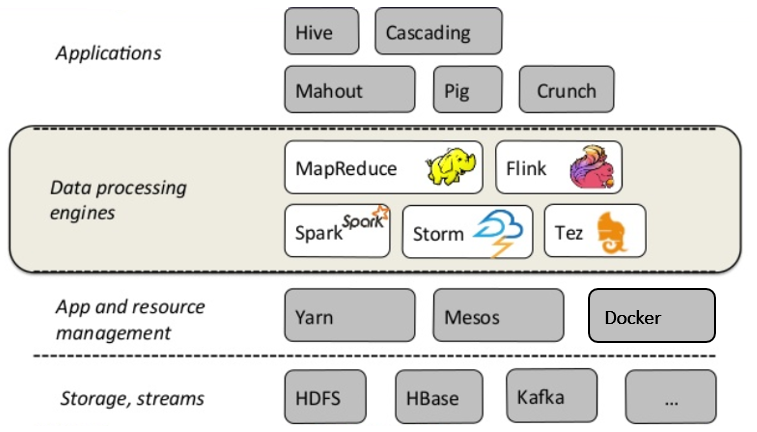 Applications
Hive
Cascading
Mahout
Pig
Crunch
Data processing
engines
MapReduce
Flink
Spark
Spark
Storm
Tez
App and resource
management
Yarn
Mesos
Docker
Storage, streams
HDFS
HBase
Kafka
...